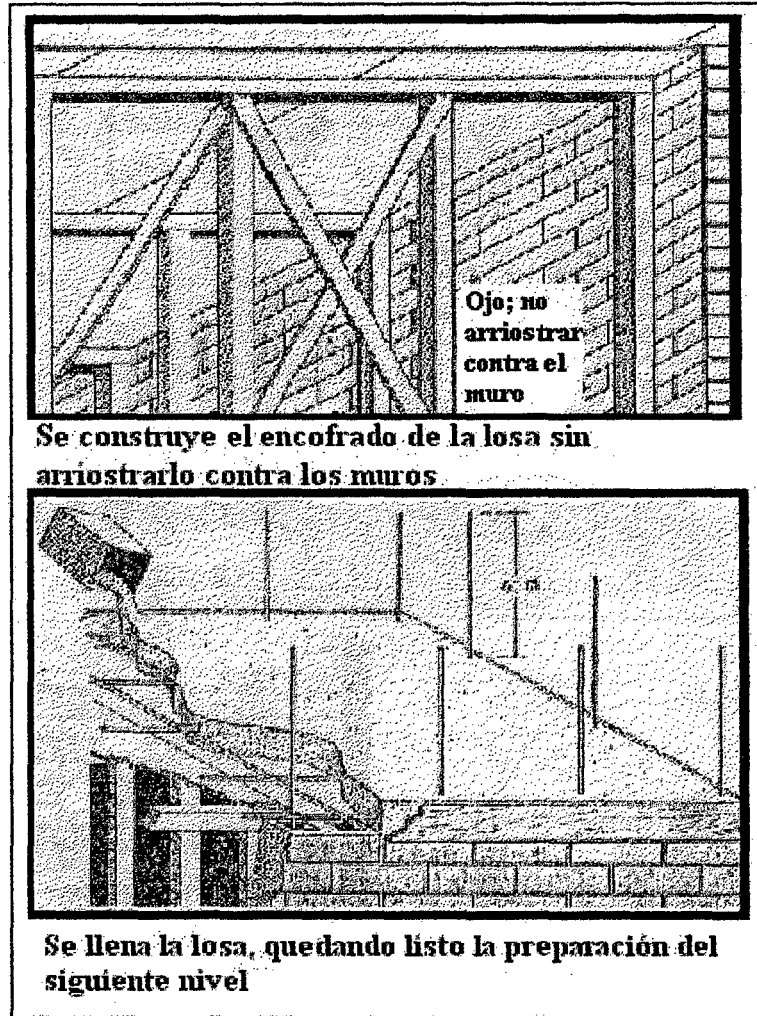 Ojo; no
arriostrar
contra el
muro
Se construye el encofrado de la losa sin
arriostrarlo contra los muros
Se llena la losa, quedando listo la preparación del
siguiente nivel